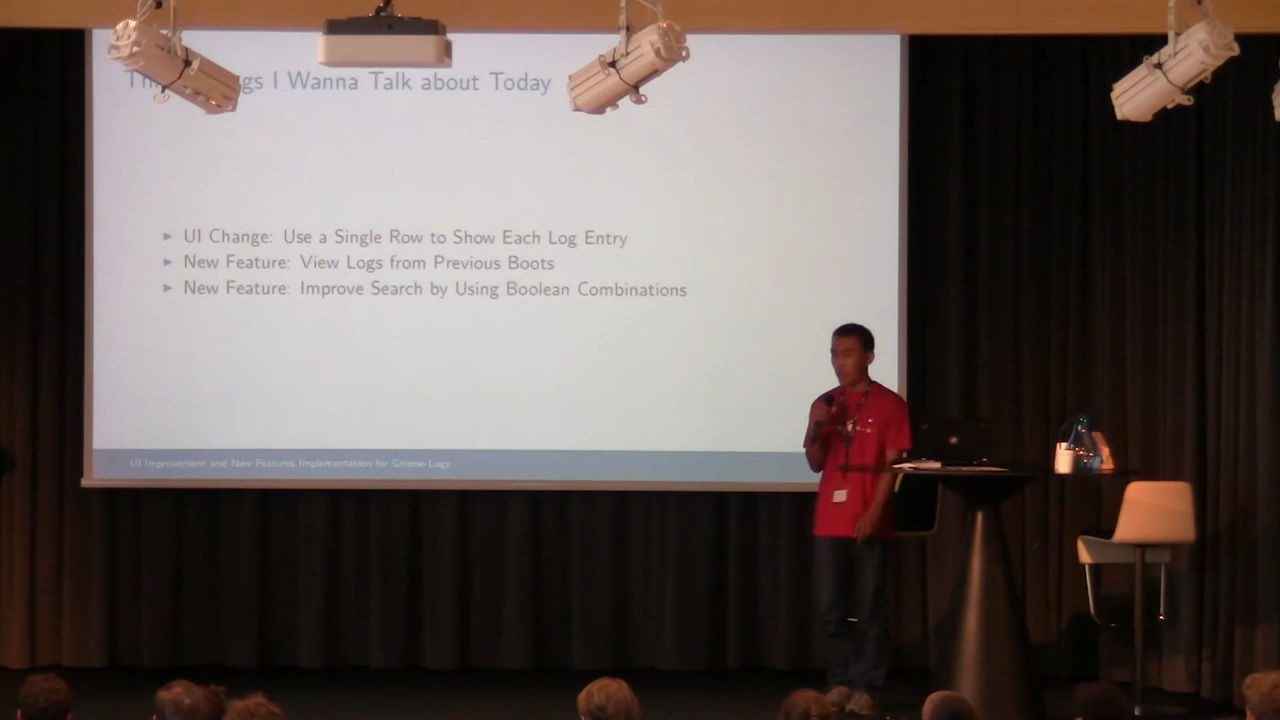 I Wanna Talk about Today
UI Change: Use a Single Row to Show Each Log Entry
New Feature: View Logs from Previous Boots
New Feature: Improve Search by Using Boolean Combinations
UI Improvement and New Features Implementation for Gnome-Logs